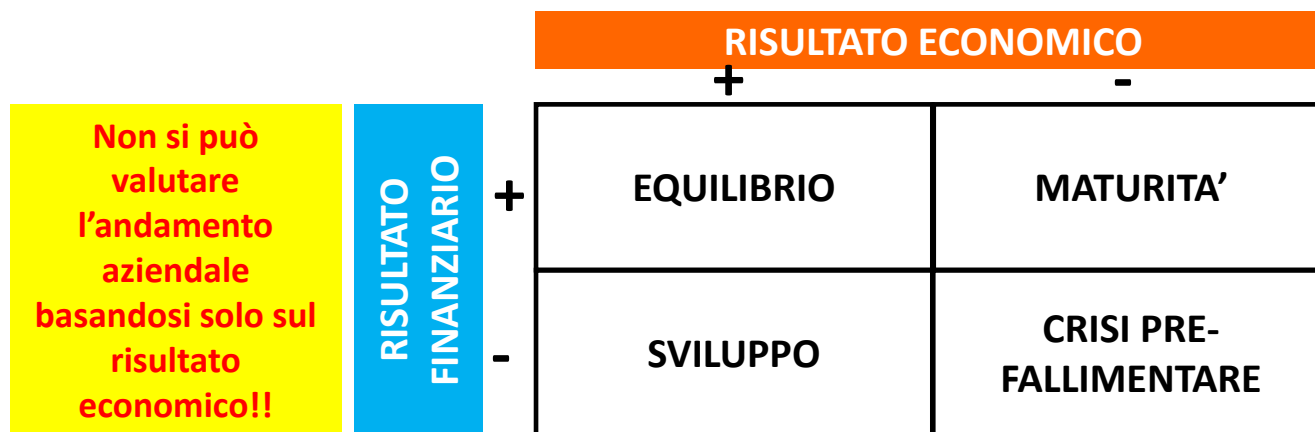 RISULTATO ECONOMICO
+ -
Non si può
valutare
l'andamento
aziendale
basandosi solo sul
risultato
economico!!
RISULTATO
FINANZIARIO
+
EQUILIBRIO
MATURITA’
-
SVILUPPO
CRISI PRE-
FALLIMENTARE